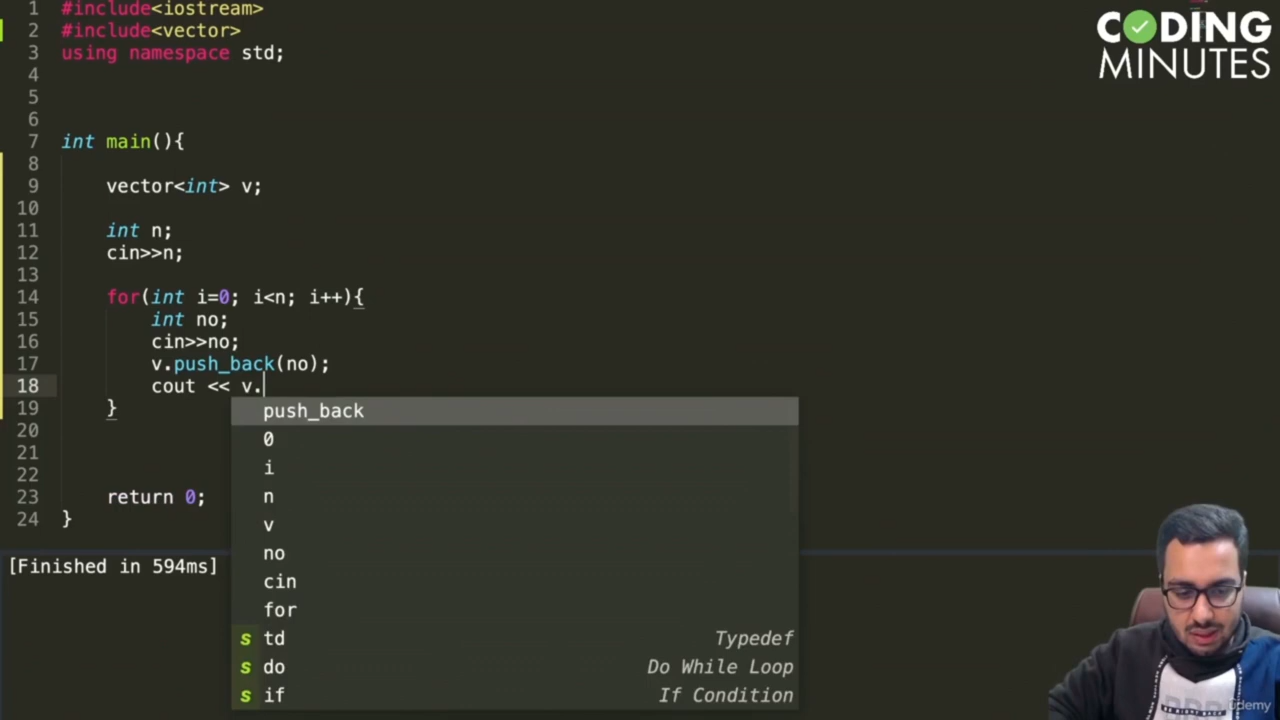 1 #include<iostream>
2 #include<vector>
3 using namespace std;
4
5
6
7 int main(){
8
9 vector<int> v;
10
11 int n;
12 cin>>n;
13
14 for(int i=0; i<n; i++){
15 int no;
16 cin>>no;
17 v.push_back(no);
18 cout << v.
19 }
20
21
22
23 return 0;
24 }
push_back
0
i
n
v
no
cin
for
s td Typedef
s do Do While Loop
s if If Condition
[Finished in 594ms]
CODING
MINUTES
ûdemy